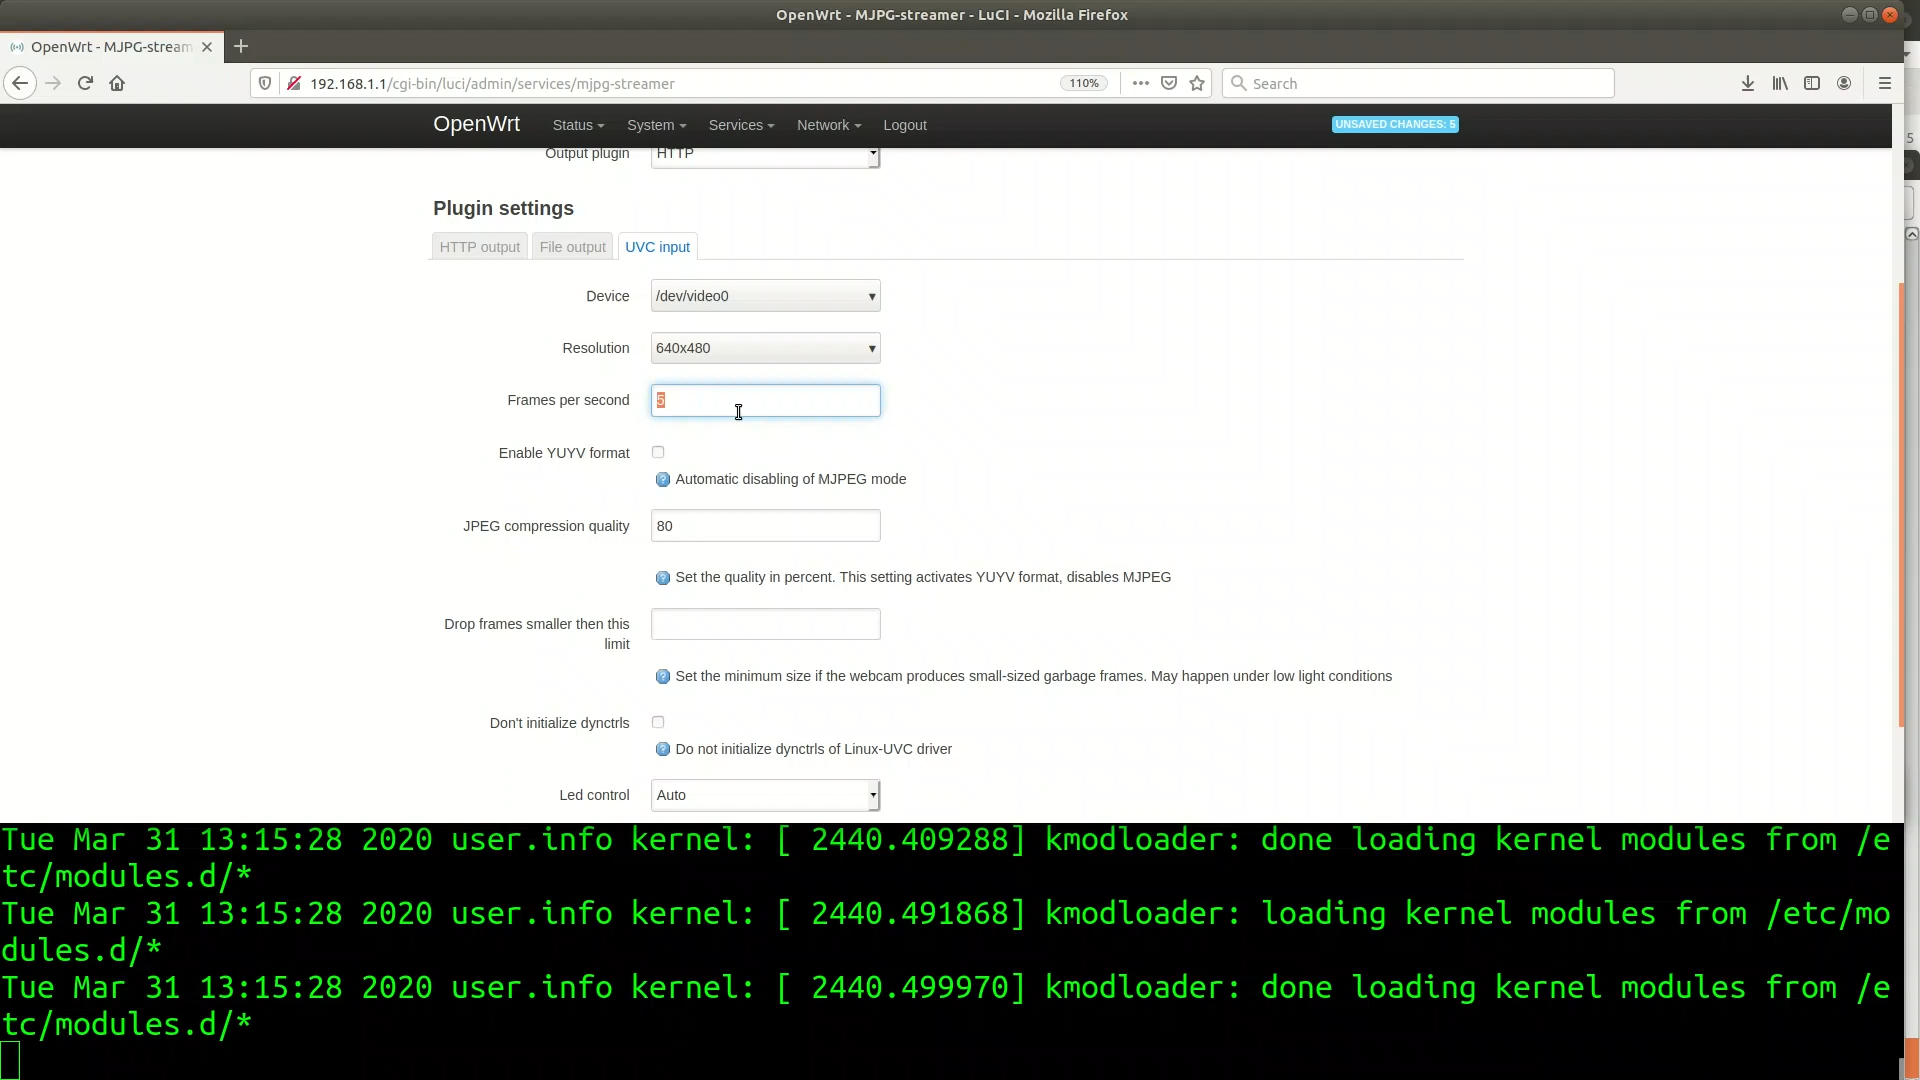 OpenWrt - MJPG-streamer - LuCI - Mozilla Firefox
OpenWrt - MJPG-stream
192.168.1.1/cgi-bin/luci/admin/services/mjpg-streamer
110%
Search
OpenWrt
Status
System
Services
Network
Logout
UNSAVED CHANGES: 5
5
Output plugin
HTTP
Plugin settings
HTTP output
File output
UVC input
Device
/dev/video0
Resolution
640x480
Frames per second
5
Enable YUYV format
Automatic disabling of MJPEG mode
JPEG compression quality
80
Set the quality in percent. This setting activates YUYV format, disables MJPEG
Drop frames smaller then this
limit
Set the minimum size if the webcam produces small-sized garbage frames. May happen under low light conditions
Don't initialize dynctrls
Do not initialize dynctrls of Linux-UVC driver
Led control
Auto
Tue Mar 31 13:15:28 2020 user.info kernel: [ 2440.409288] kmodloader: done loading kernel modules from /e
tc/modules.d/*
Tue Mar 31 13:15:28 2020 user.info kernel: [ 2440.491868] kmodloader: loading kernel modules from /etc/mo
dules.d/*
Tue Mar 31 13:15:28 2020 user.info kernel: [ 2440.499970] kmodloader: done loading kernel modules from /e
tc/modules.d/*